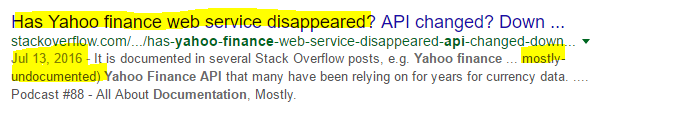 Has Yahoo finance web service disappeared? API changed? Down ...
stackoverflow.com/.../has-yahoo-finance-web-service-disappeared-api-changed-down...
Jul 13, 2016 - It is documented in several Stack Overflow posts, e.g. Yahoo finance ... mostly-
undocumented) Yahoo Finance API that many have been relying on for years for currency data. ....
Podcast #88 - All About Documentation, Mostly.